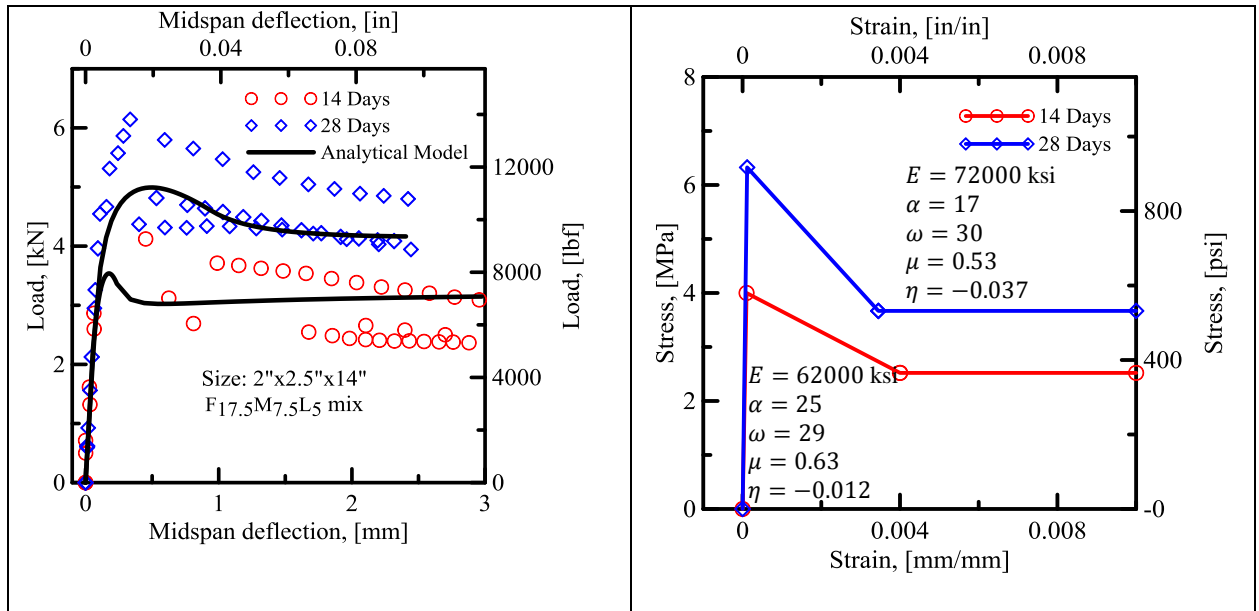 Midspan deflection, [in]
0 0.04 0.08
14 Days
28 Days
Analytical Model
6
4
2
0
Load, [kN]
12000
8000
4000
0
Load, [lbf]
Size: 2"x2.5"x14"
F17.5M7.5L5 mix
0 1 2 3
Midspan deflection, [mm]
Strain, [in/in]
0 0.004 0.008
8
6
4
2
0
Stress, [MPa]
14 Days
28 Days
E = 72000 ksi
α = 17
ω = 30
μ = 0.53
η = −0.037
800
400
-0
Stress, [psi]
E = 62000 ksi
α = 25
ω = 29
μ = 0.63
η = −0.012
0 0.004 0.008
Strain, [mm/mm]